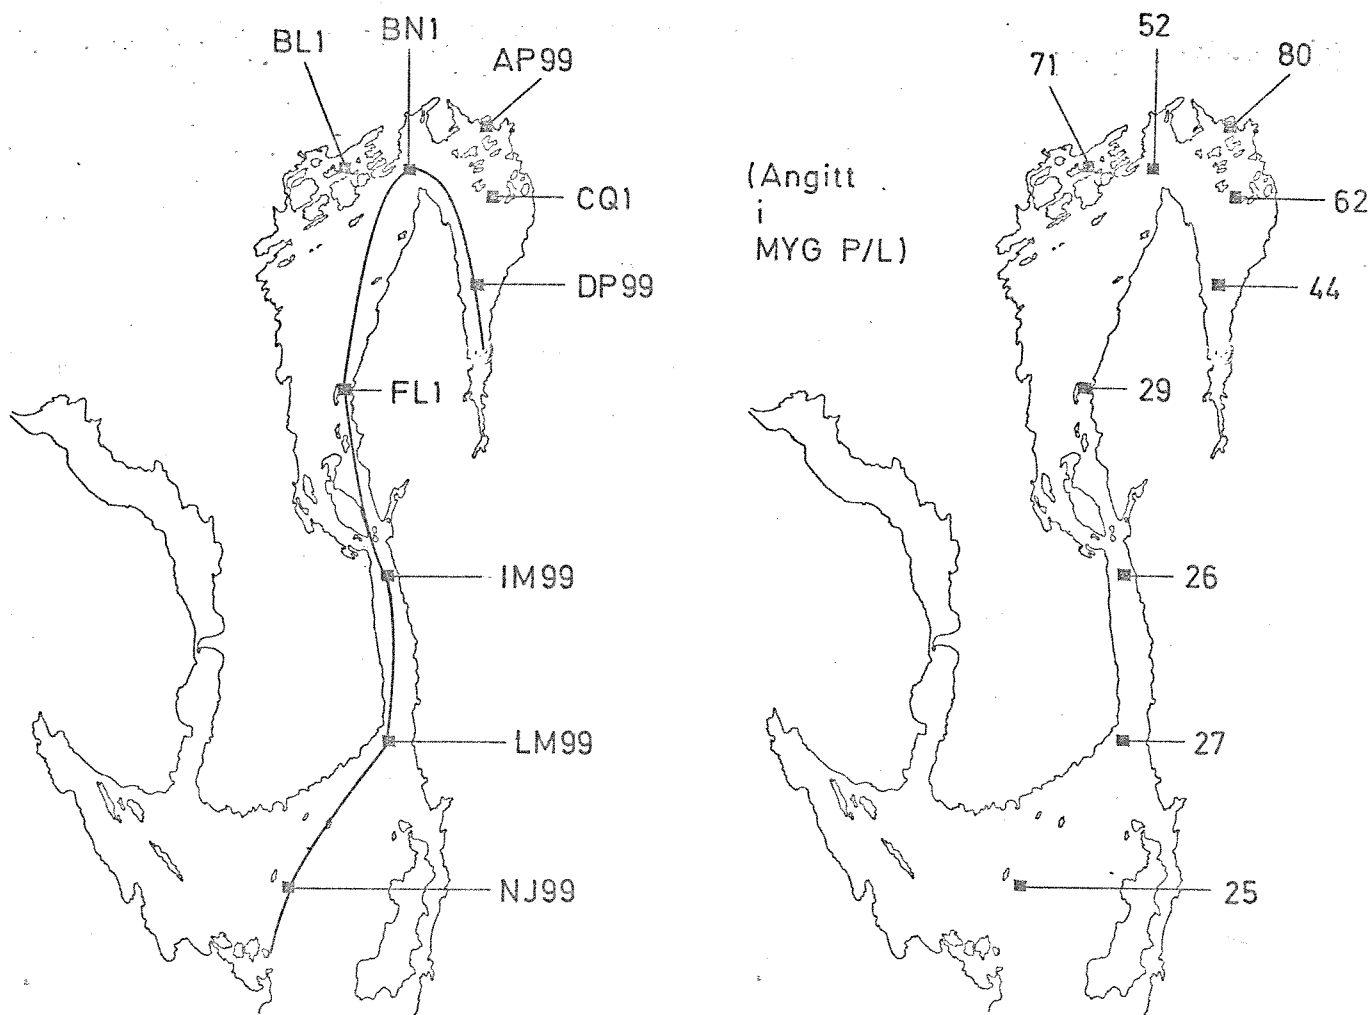 BL1
BN1
AP99
CQ1
DP99
FL1
IM99
LM99
NJ99
(Angitt
i
MYG P/L)
52
71
80
62
44
29
26
27
25